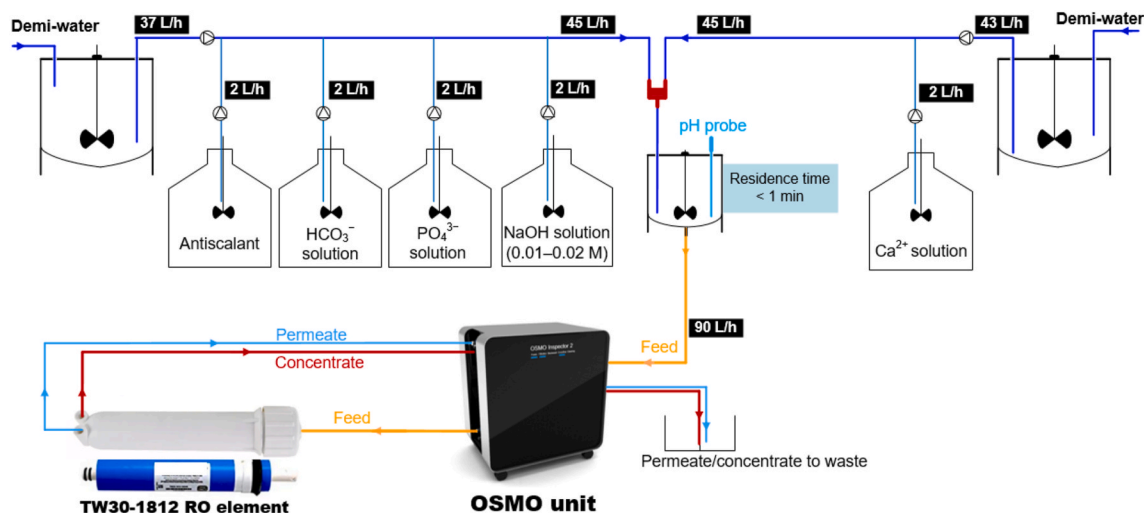 Demi-water
37 L/h
45 L/h
45 L/h
43 L/h
Demi-water
2 L/h
2 L/h
2 L/h
2 L/h
2 L/h
pH probe
Residence time
< 1 min
Antiscalant
HCO₃⁻
solution
PO₄³⁻
solution
NaOH solution
(0.01–0.02 M)
Ca²⁺
solution
90 L/h
Permeate
Concentrate
OSMO Inspector 2
Feed
Feed
Permeate/concentrate to waste
TW30-1812 RO element
OSMO unit